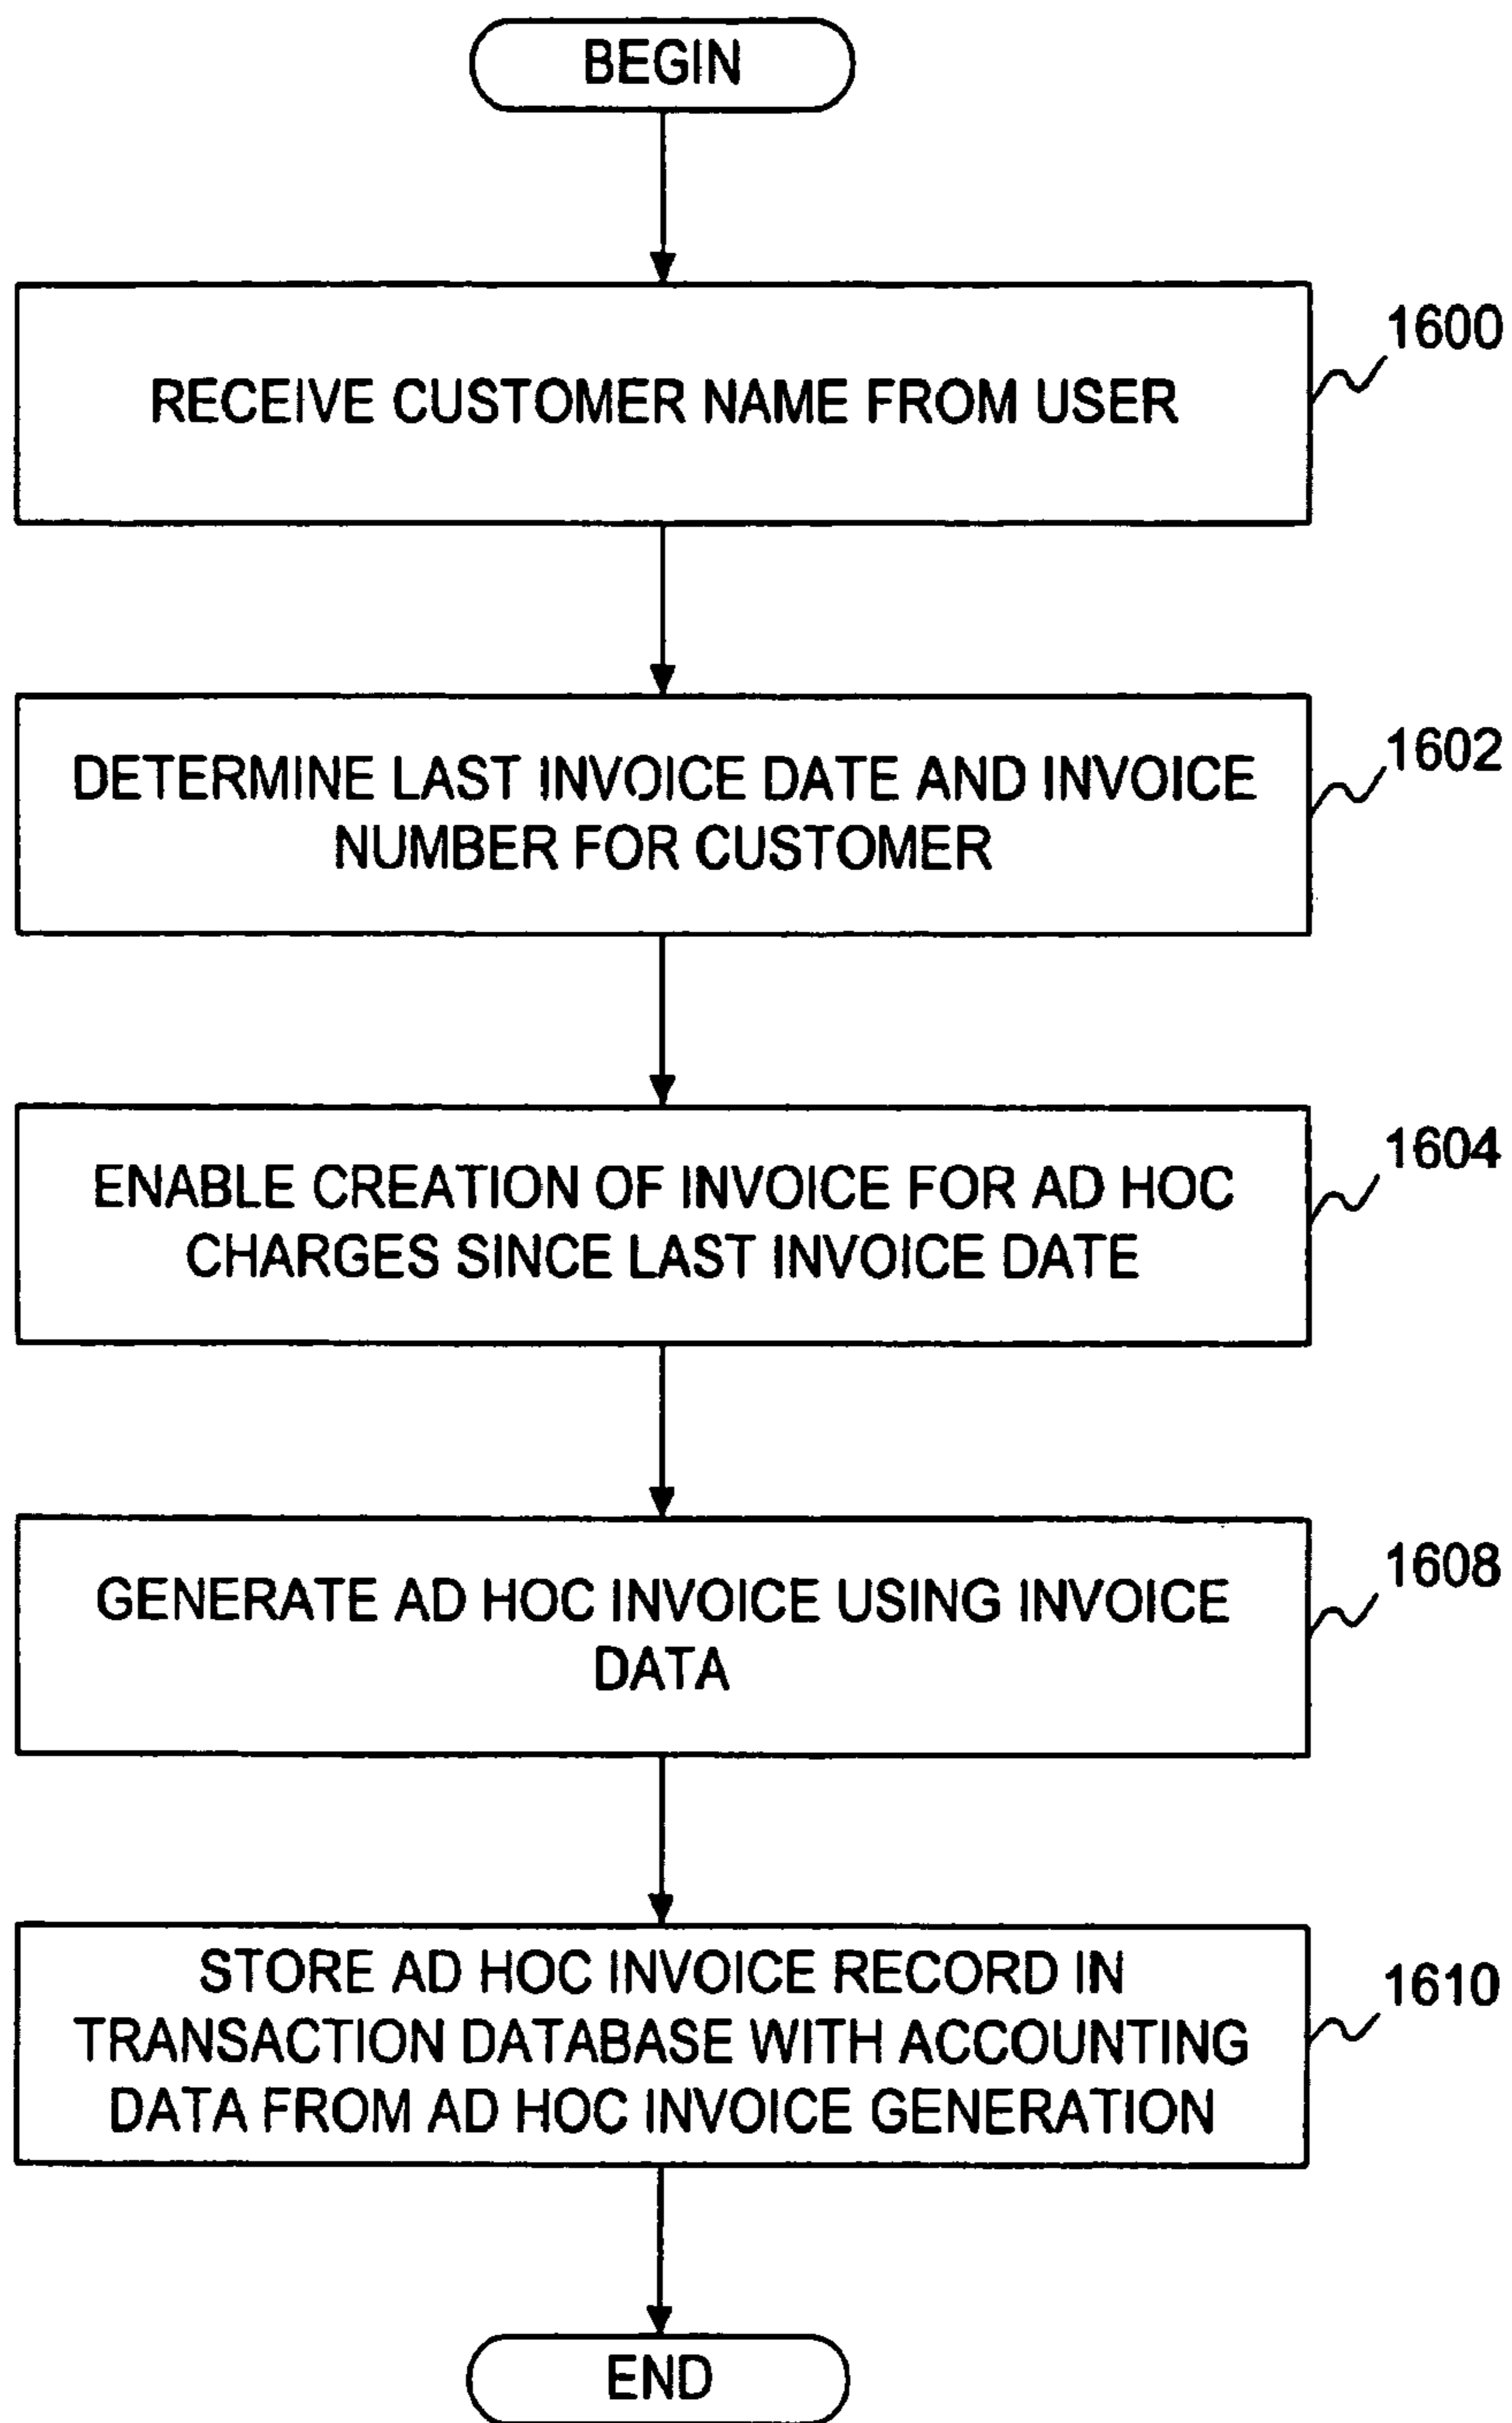 BEGIN
RECEIVE CUSTOMER NAME FROM USER
1600
DETERMINE LAST INVOICE DATE AND INVOICE
NUMBER FOR CUSTOMER
1602
ENABLE CREATION OF INVOICE FOR AD HOC
CHARGES SINCE LAST INVOICE DATE
1604
GENERATE AD HOC INVOICE USING INVOICE
DATA
1608
STORE AD HOC INVOICE RECORD IN
TRANSACTION DATABASE WITH ACCOUNTING
DATA FROM AD HOC INVOICE GENERATION
1610
END